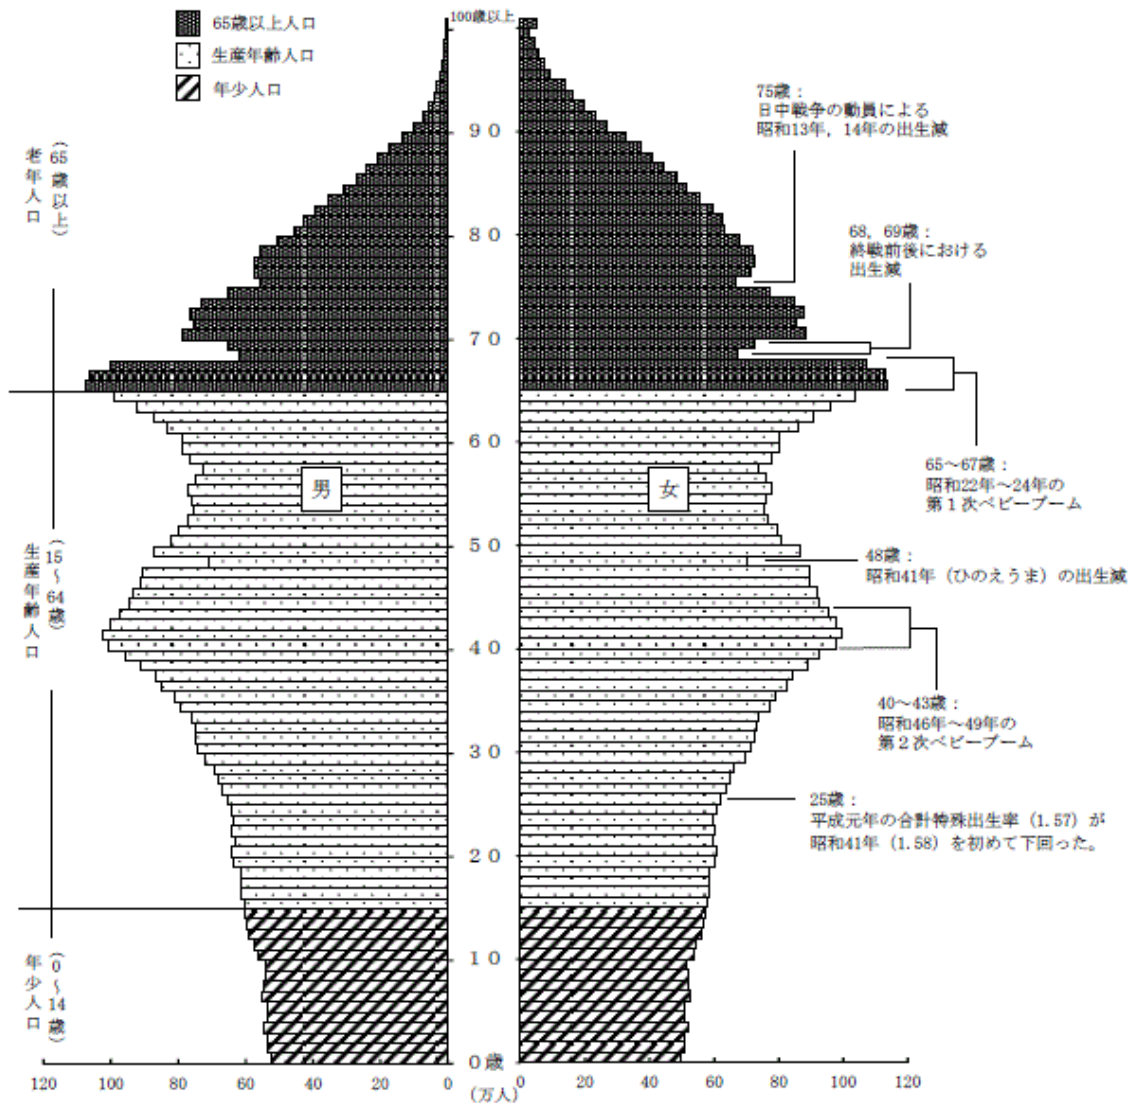 65歳以上人口
生産年齢人口
年少人口
100歳以上
90
80
70
60
50
40
30
20
10
0歳
老年人口
(65歳以上)
生産年齢人口
(15～64歳)
年少人口
(0～14歳)
男
女
75歳：
日中戦争の動員による
昭和13年，14年の出生減
68，69歳：
終戦前後における
出生減
65～67歳：
昭和22年～24年の
第１次ベビーブーム
48歳：
昭和41年（ひのえうま）の出生減
40～43歳：
昭和46年～49年の
第２次ベビーブーム
25歳：
平成元年の合計特殊出生率（1.57）が
昭和41年（1.58）を初めて下回った。
120 100 80 60 40 20 0
(万人)
0 20 40 60 80 100 120